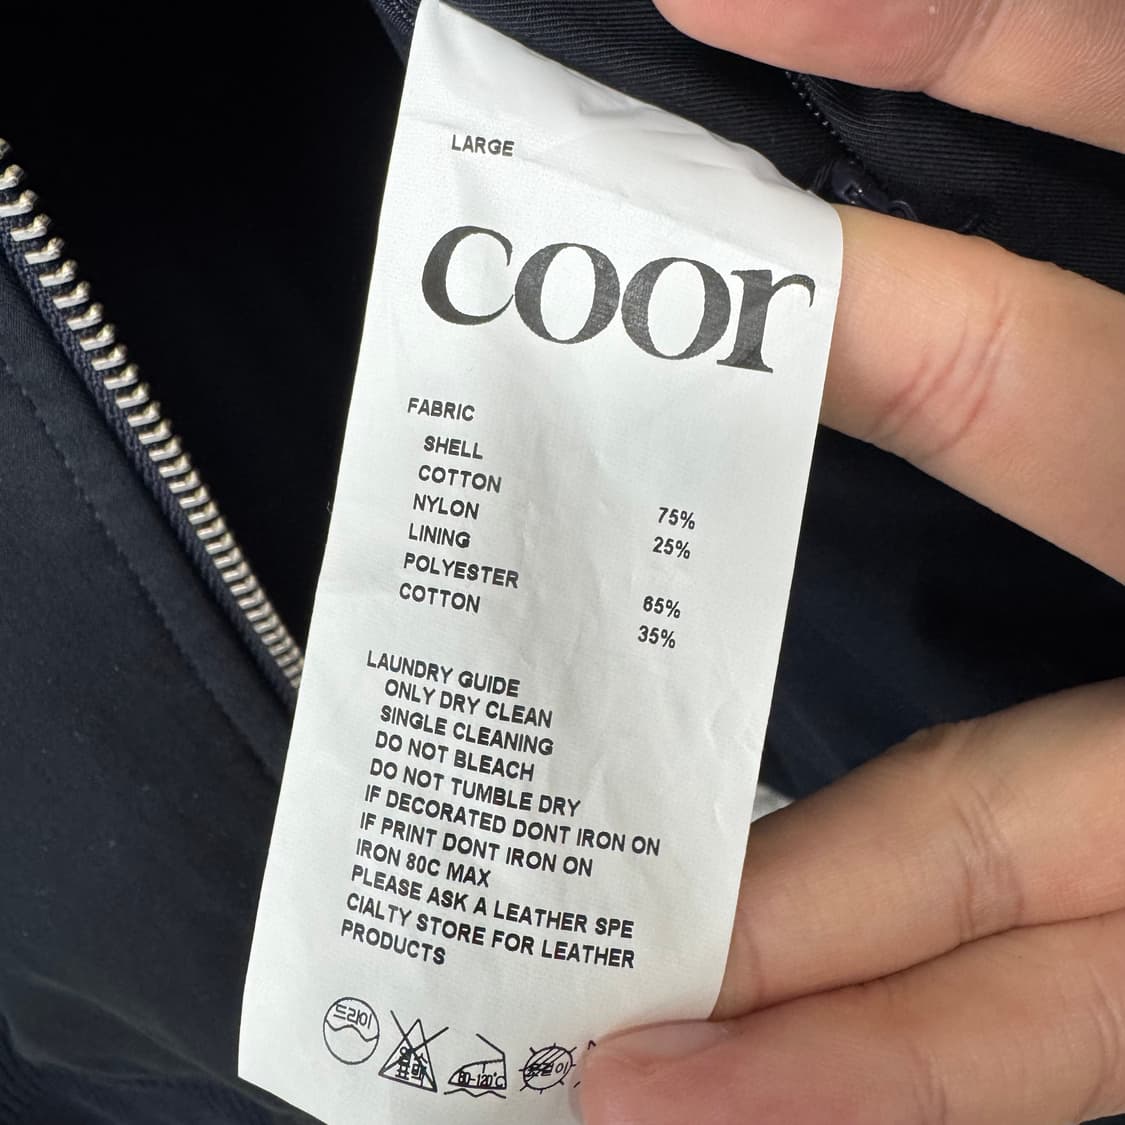 LARGE
coor
FABRIC
SHELL
COTTON 75%
NYLON 25%
LINING
POLYESTER 65%
COTTON 35%
LAUNDRY GUIDE
ONLY DRY CLEAN
SINGLE CLEANING
DO NOT BLEACH
DO NOT TUMBLE DRY
IF DECORATED DONT IRON ON
IF PRINT DONT IRON ON
IRON 80C MAX
PLEASE ASK A LEATHER SPE
CIALTY STORE FOR LEATHER
PRODUCTS
드라이
80-120°C